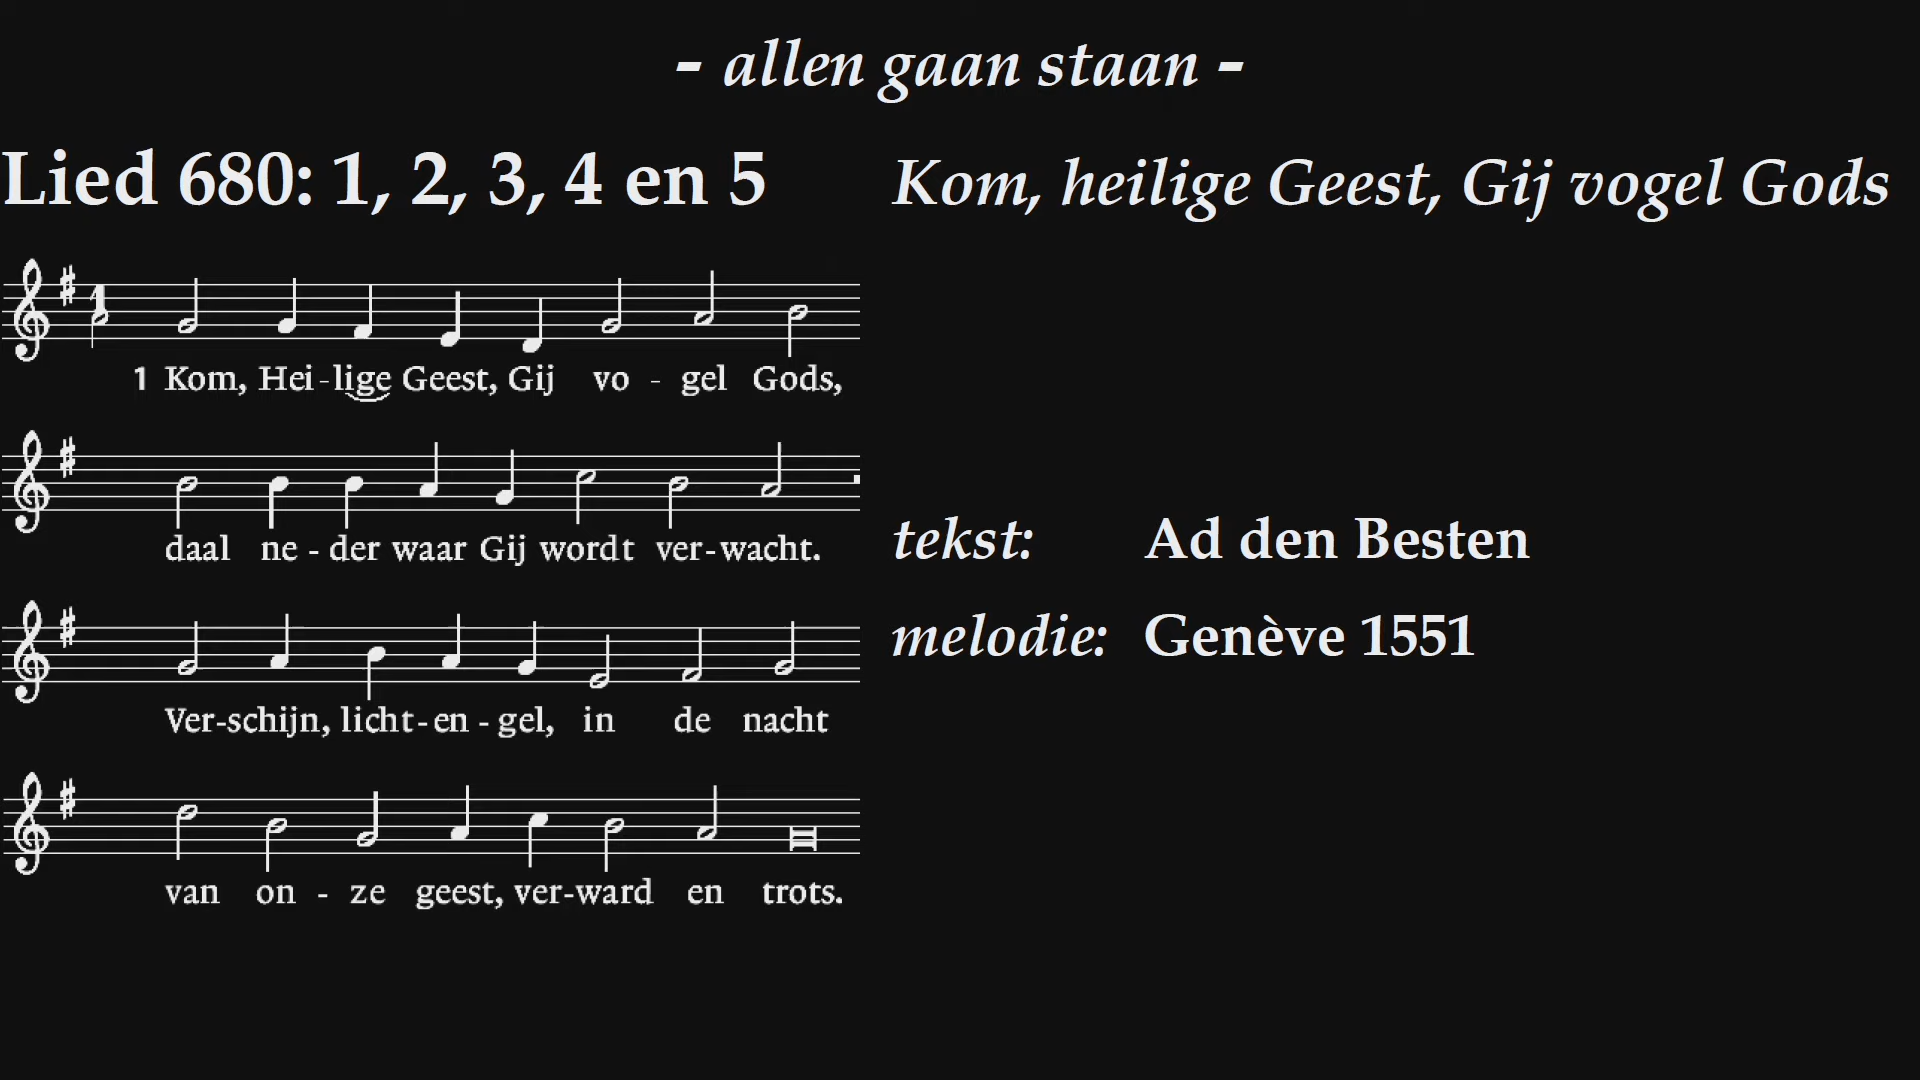 - allen gaan staan -
Lied 680: 1, 2, 3, 4 en 5
Kom, heilige Geest, Gij vogel Gods
1 Kom, Hei-lige Geest, Gij vo - gel Gods,
daal ne - der waar Gij wordt ver-wacht.
Ver-schijn, licht-en - gel, in de nacht
van on - ze geest, ver-ward en trots.
tekst: Ad den Besten
melodie: Genève 1551